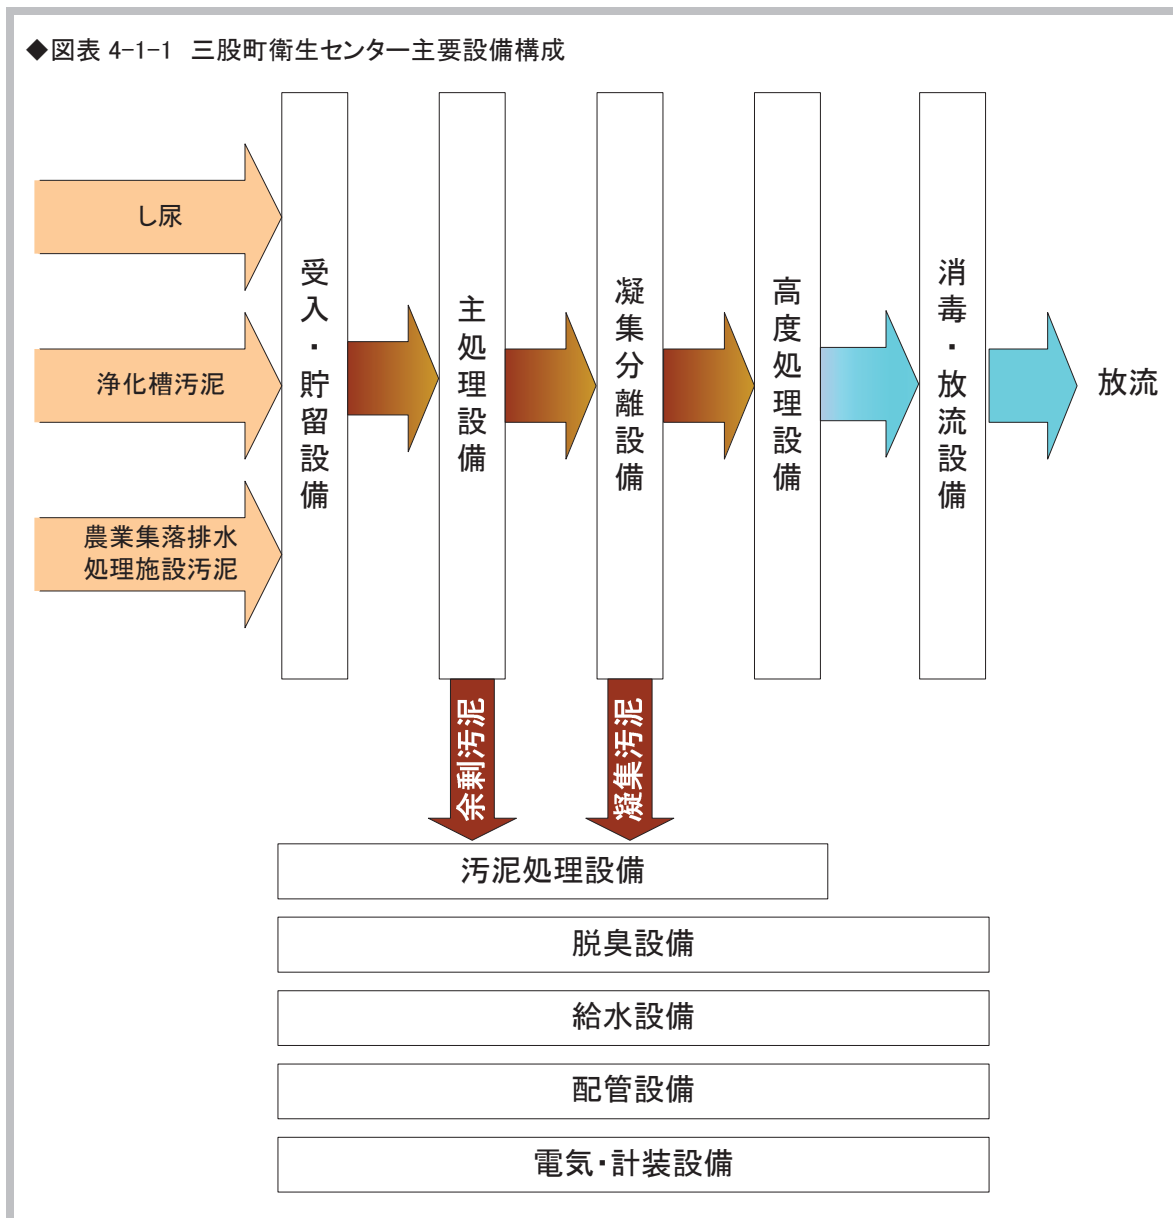 ◆図表 4-1-1 三股町衛生センター主要設備構成
し尿
浄化槽汚泥
農業集落排水
処理施設汚泥
受入・貯留設備
主処理設備
凝集分離設備
高度処理設備
消毒・放流設備
放流
余剰汚泥
凝集汚泥
汚泥処理設備
脱臭設備
給水設備
配管設備
電気・計装設備